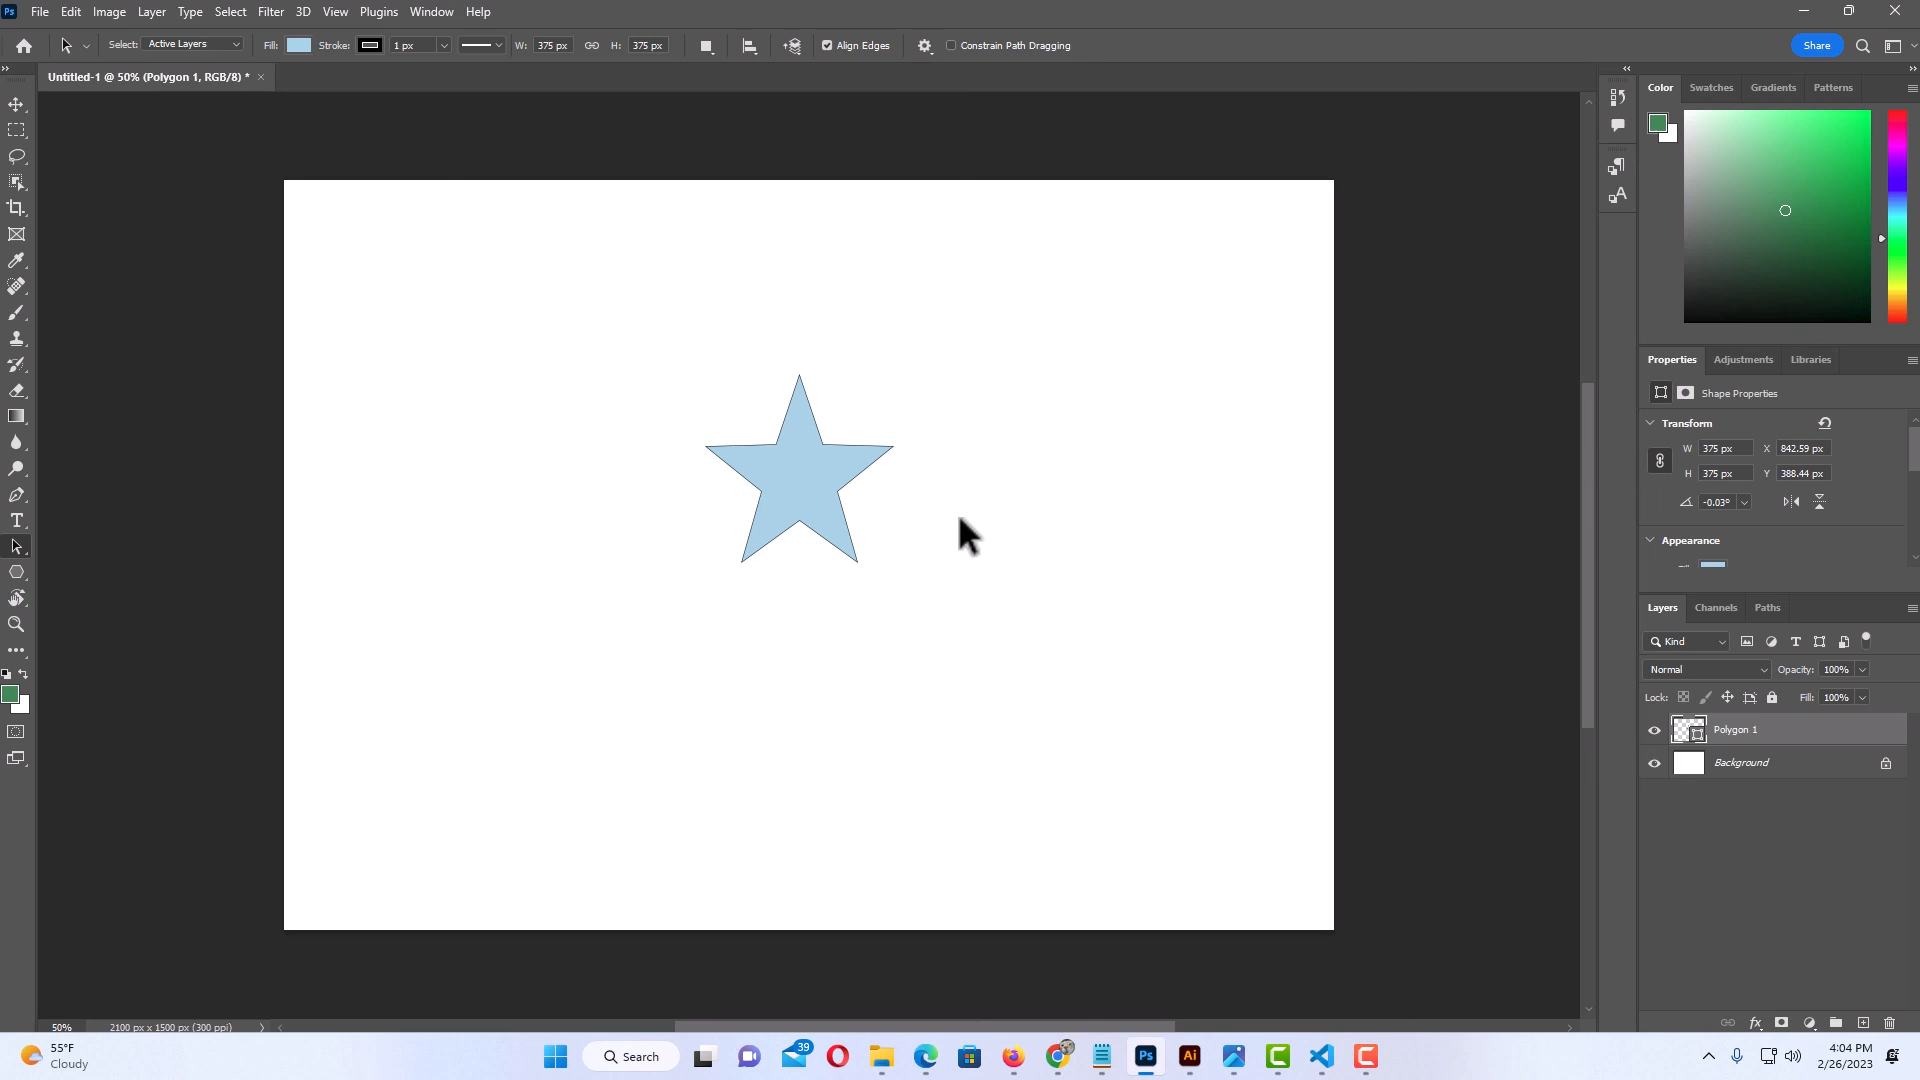 Ps File Edit Image Layer Type Select Filter 3D View Plugins Window Help
Select: Active Layers Fill: Stroke: 1 px W: 375 px H: 375 px Align Edges Constrain Path Dragging Share
Untitled-1 @ 50% (Polygon 1, RGB/8) *
Color Swatches Gradients Patterns
Properties Adjustments Libraries
Shape Properties
Transform
W 375 px X 842.59 px
H 375 px Y 388.44 px
-0.03°
Appearance
Layers Channels Paths
Kind
Normal Opacity: 100%
Lock: Fill: 100%
Polygon 1
Background
50% 2100 px x 1500 px (300 ppi)
55°F
Cloudy
Search
39
Ps
Ai
4:04 PM
2/26/2023